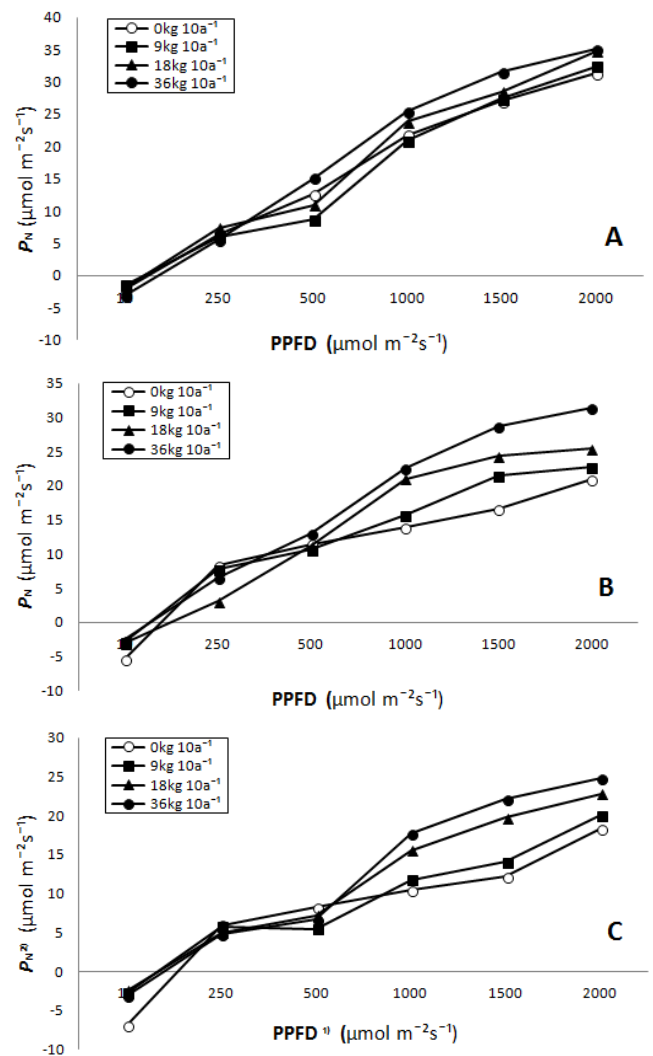 40
35
30
25
20
15
10
5
0
-5
-10
0kg 10a⁻¹
9kg 10a⁻¹
18kg 10a⁻¹
36kg 10a⁻¹
P_N (μmol m⁻²s⁻¹)
A
250 500 1000 1500 2000
PPFD (μmol m⁻²s⁻¹)
35
30
25
20
15
10
5
0
-5
-10
0kg 10a⁻¹
9kg 10a⁻¹
18kg 10a⁻¹
36kg 10a⁻¹
P_N (μmol m⁻²s⁻¹)
B
250 500 1000 1500 2000
PPFD (μmol m⁻²s⁻¹)
30
25
20
15
10
5
0
-5
-10
0kg 10a⁻¹
9kg 10a⁻¹
18kg 10a⁻¹
36kg 10a⁻¹
P_N²⁾ (μmol m⁻²s⁻¹)
C
250 500 1000 1500 2000
PPFD ¹⁾ (μmol m⁻²s⁻¹)